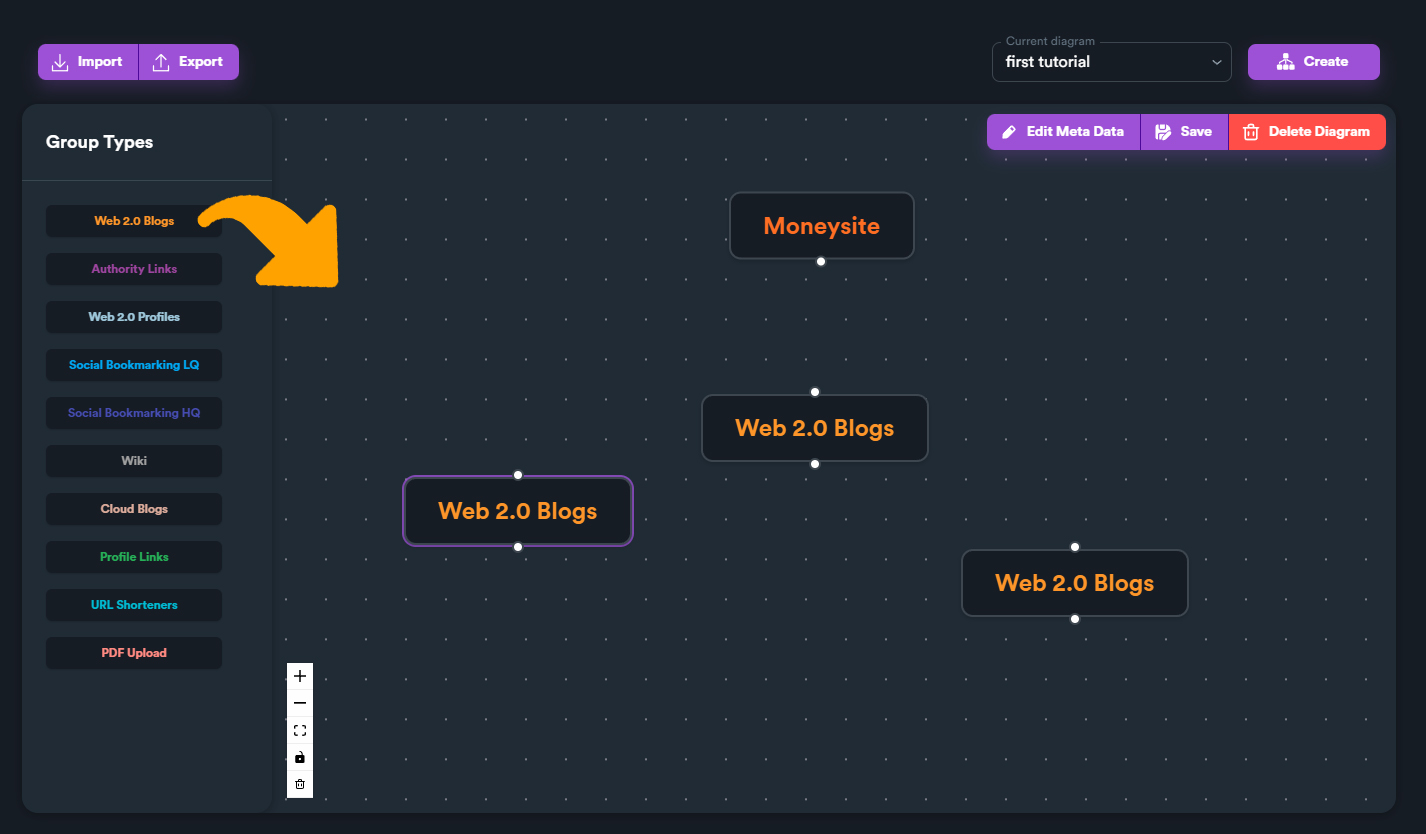 Import
Export
Current diagram
first tutorial
Create
Group Types
Edit Meta Data
Save
Delete Diagram
Web 2.0 Blogs
Authority Links
Web 2.0 Profiles
Social Bookmarking LQ
Social Bookmarking HQ
Wiki
Cloud Blogs
Profile Links
URL Shorteners
PDF Upload
Moneysite
Web 2.0 Blogs
Web 2.0 Blogs
Web 2.0 Blogs